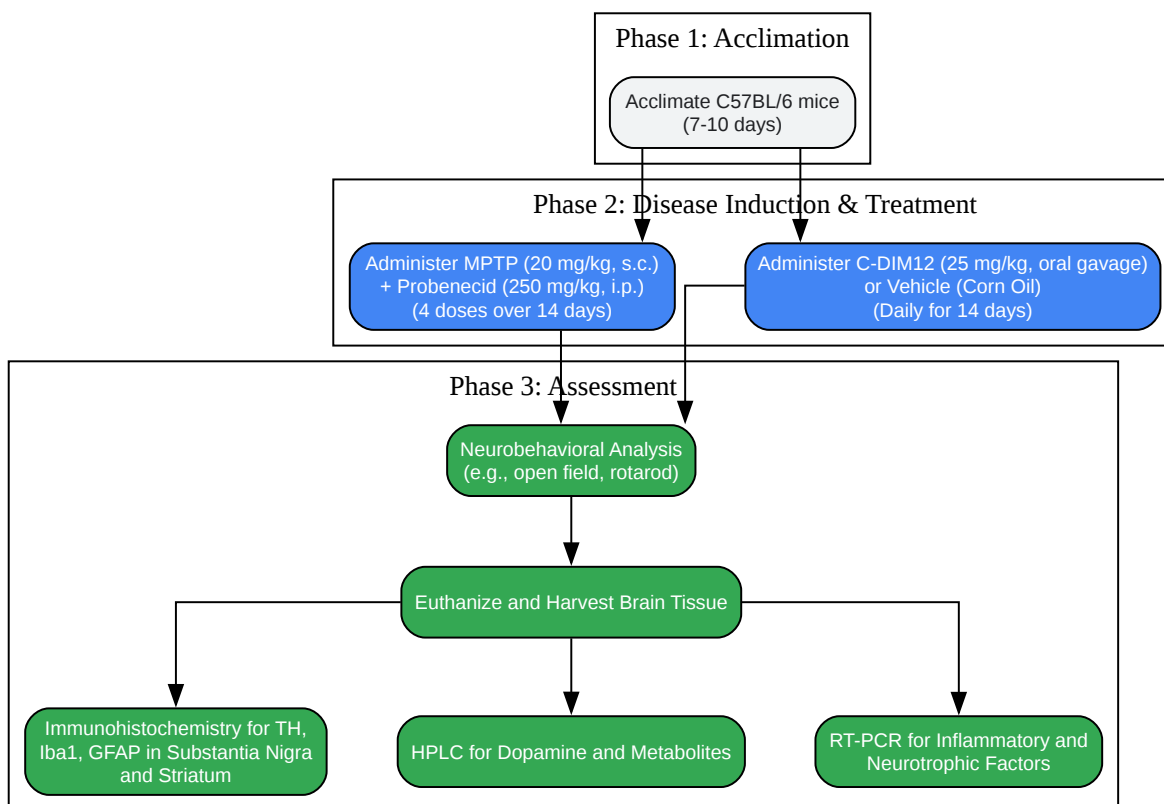 Phase 1: Acclimation
Acclimate C57BL/6 mice
(7-10 days)
Phase 2: Disease Induction & Treatment
Administer MPTP (20 mg/kg, s.c.)
+ Probenecid (250 mg/kg, i.p.)
(4 doses over 14 days)
Administer C-DIM12 (25 mg/kg, oral gavage)
or Vehicle (Corn Oil)
(Daily for 14 days)
Phase 3: Assessment
Neurobehavioral Analysis
(e.g., open field, rotarod)
Euthanize and Harvest Brain Tissue
Immunohistochemistry for TH,
Iba1, GFAP in Substantia Nigra
and Striatum
HPLC for Dopamine and Metabolites
RT-PCR for Inflammatory and
Neurotrophic Factors